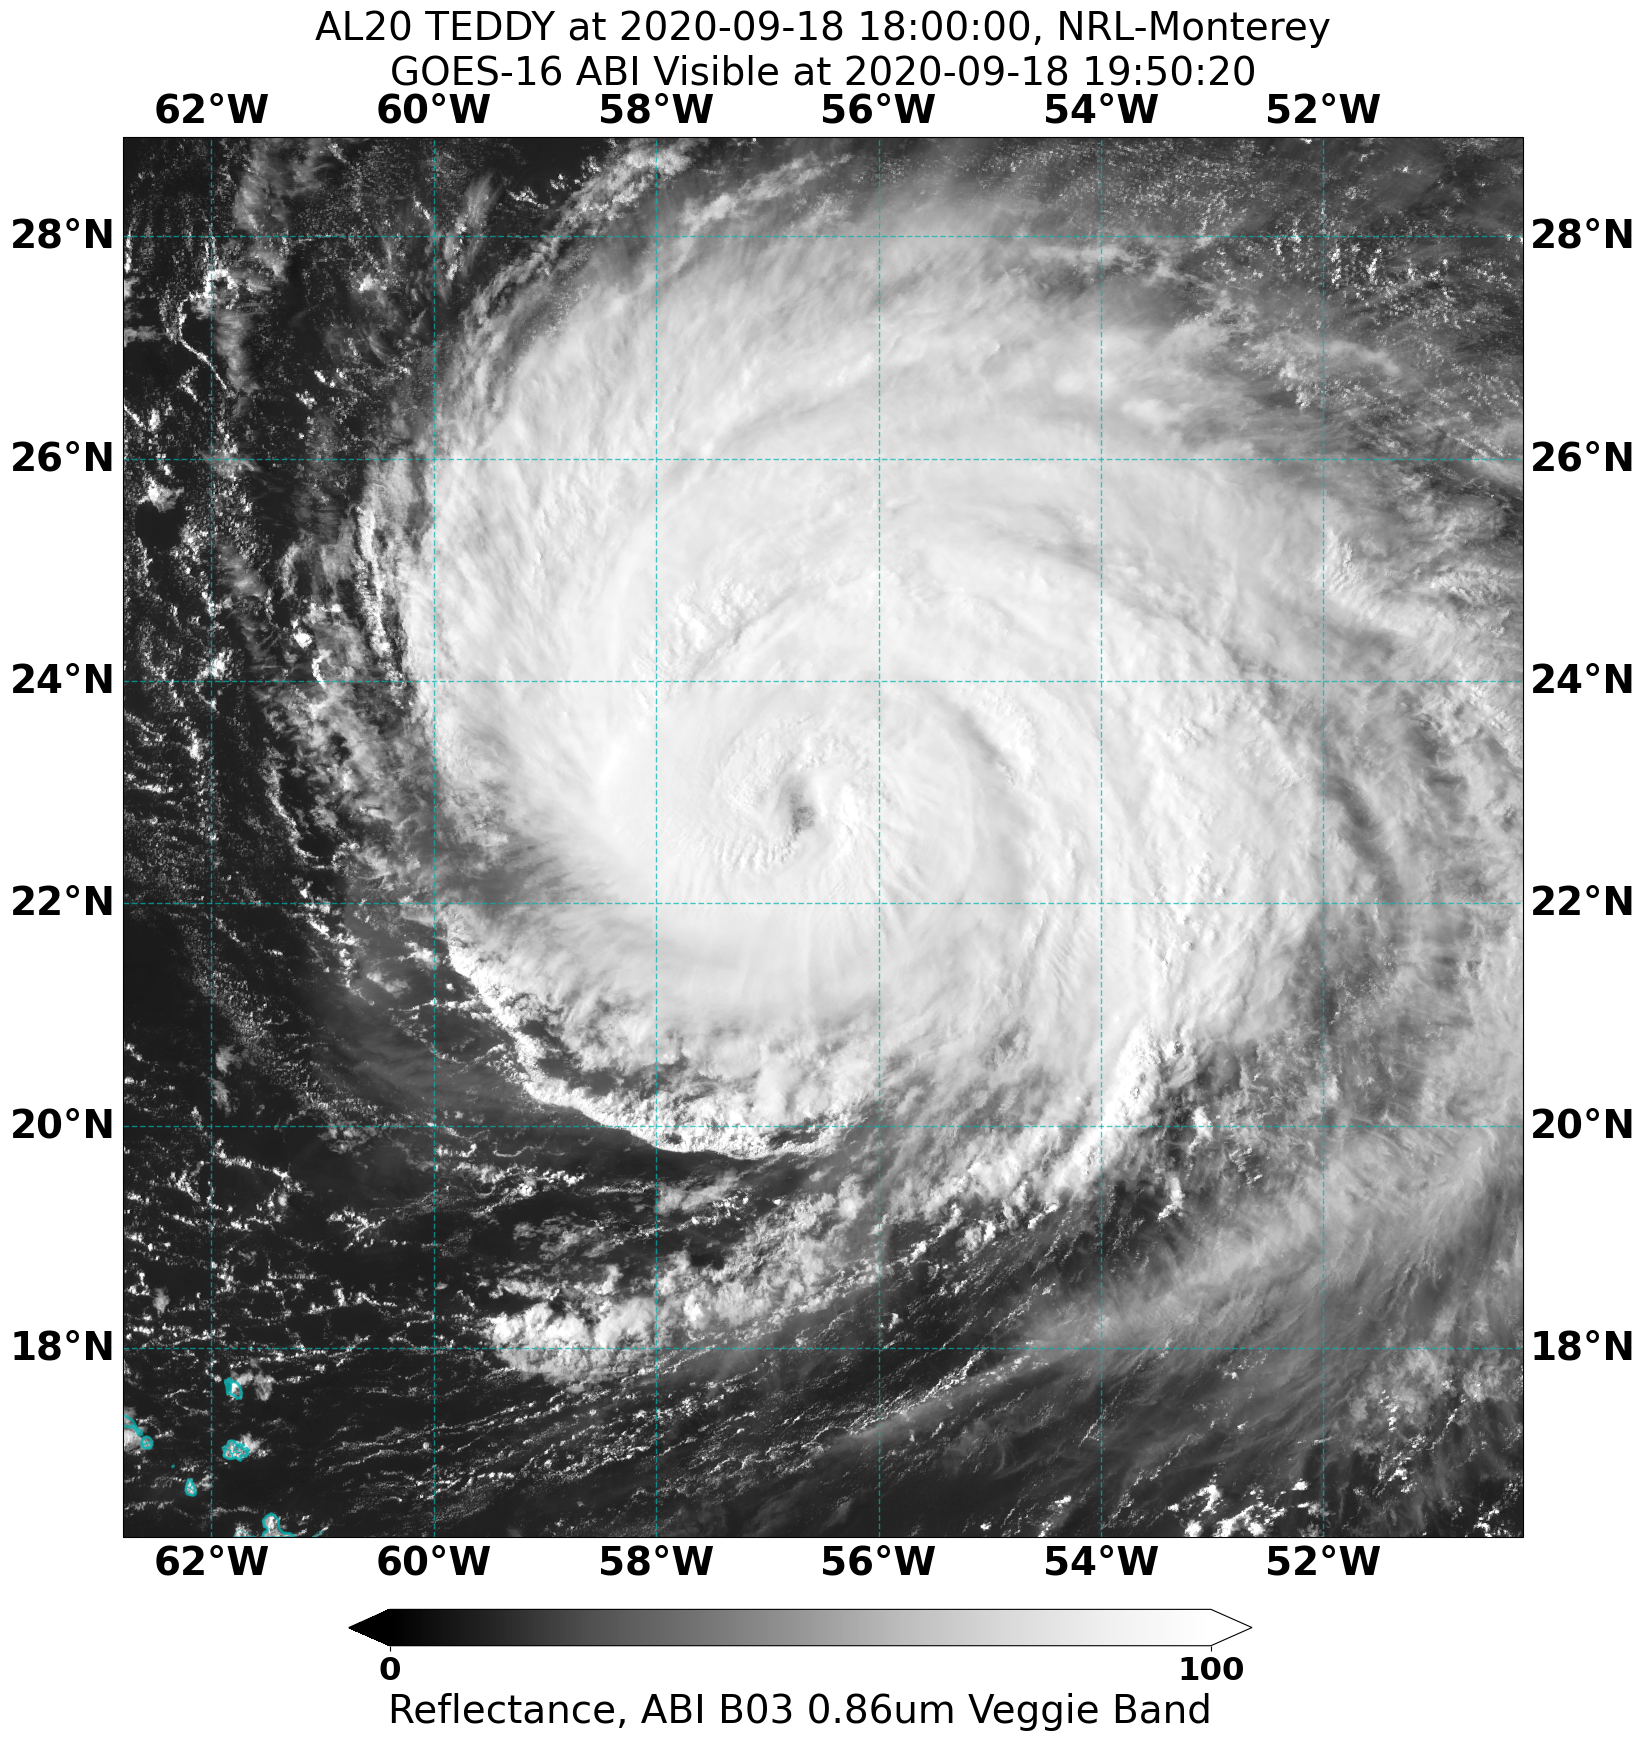 AL20 TEDDY at 2020-09-18 18:00:00, NRL-Monterey
GOES-16 ABI Visible at 2020-09-18 19:50:20
62°W 60°W 58°W 56°W 54°W 52°W
28°N 28°N
26°N 26°N
24°N 24°N
22°N 22°N
20°N 20°N
18°N 18°N
62°W 60°W 58°W 56°W 54°W 52°W
0 100
Reflectance, ABI B03 0.86um Veggie Band